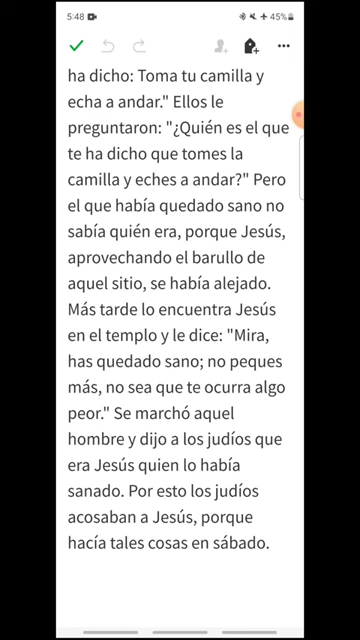 5:48
45%
ha dicho: Toma tu camilla y
echa a andar." Ellos le
preguntaron: "¿Quién es el que
te ha dicho que tomes la
camilla y eches a andar?" Pero
el que había quedado sano no
sabía quién era, porque Jesús,
aprovechando el barullo de
aquel sitio, se había alejado.
Más tarde lo encuentra Jesús
en el templo y le dice: "Mira,
has quedado sano; no peques
más, no sea que te ocurra algo
peor." Se marchó aquel
hombre y dijo a los judíos que
era Jesús quien lo había
sanado. Por esto los judíos
acosaban a Jesús, porque
hacía tales cosas en sábado.